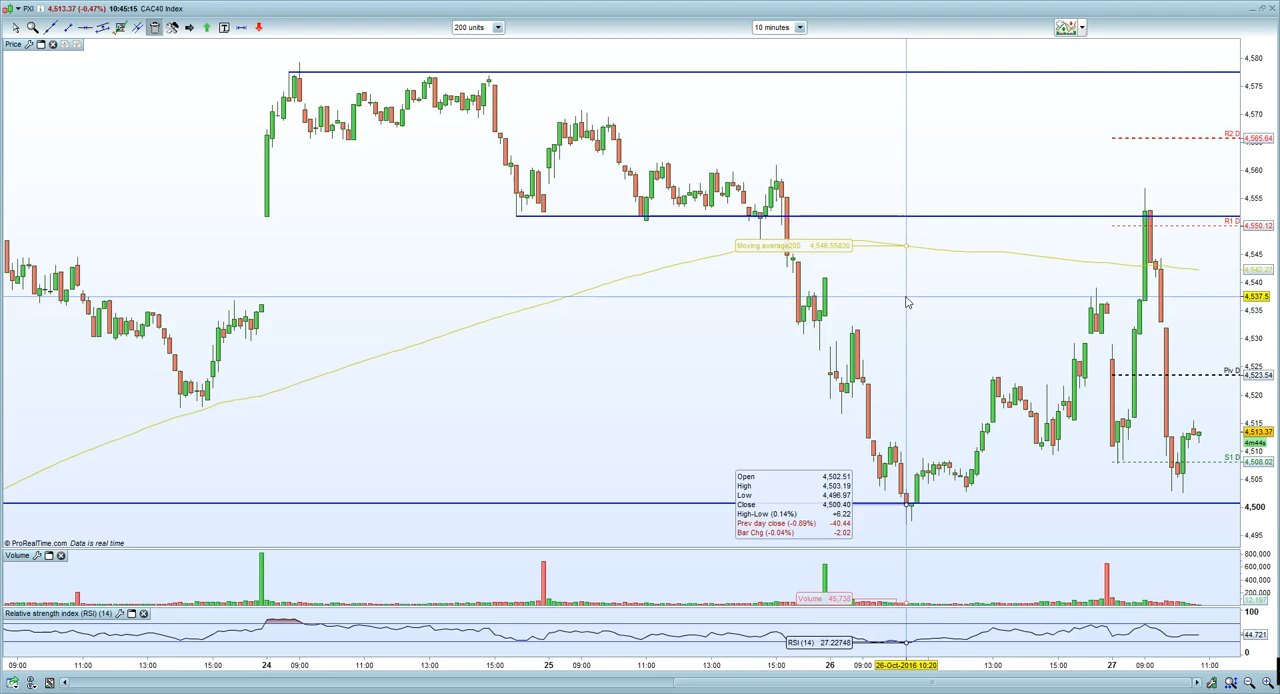 PXI 4,513.37 (-0.47%) 10:45:15 CAC40 Index
200 units
10 minutes
Price
4,580
4,575
4,570
R2 D 4,565.64
4,560
4,555
R1 D 4,550.12
Moving average200 4,546.55830
4,545
4,542.27
4,540
4,537.5
4,535
4,530
4,525
Piv D 4,523.54
4,520
4,515
4,513.37
4m44s
4,510
S1 D 4,508.02
4,505
4,500
4,495
Open 4,502.51
High 4,503.19
Low 4,496.97
Close 4,500.40
High-Low (0.14%) +6.22
Prev day close (-0.89%) -40.44
Bar Chg (-0.04%) -2.02
© ProRealTime.com Data is real time
Volume
800,000
600,000
400,000
200,000
Volume 45,738
Relative strength index (RSI) (14)
100
44.721
0
RSI (14) 27.22748
09:00 11:00 13:00 15:00 24 09:00 11:00 13:00 15:00 25 09:00 11:00 13:00 15:00 26 09:00 26-Oct-2016 10:20 13:00 15:00 27 09:00 11:00